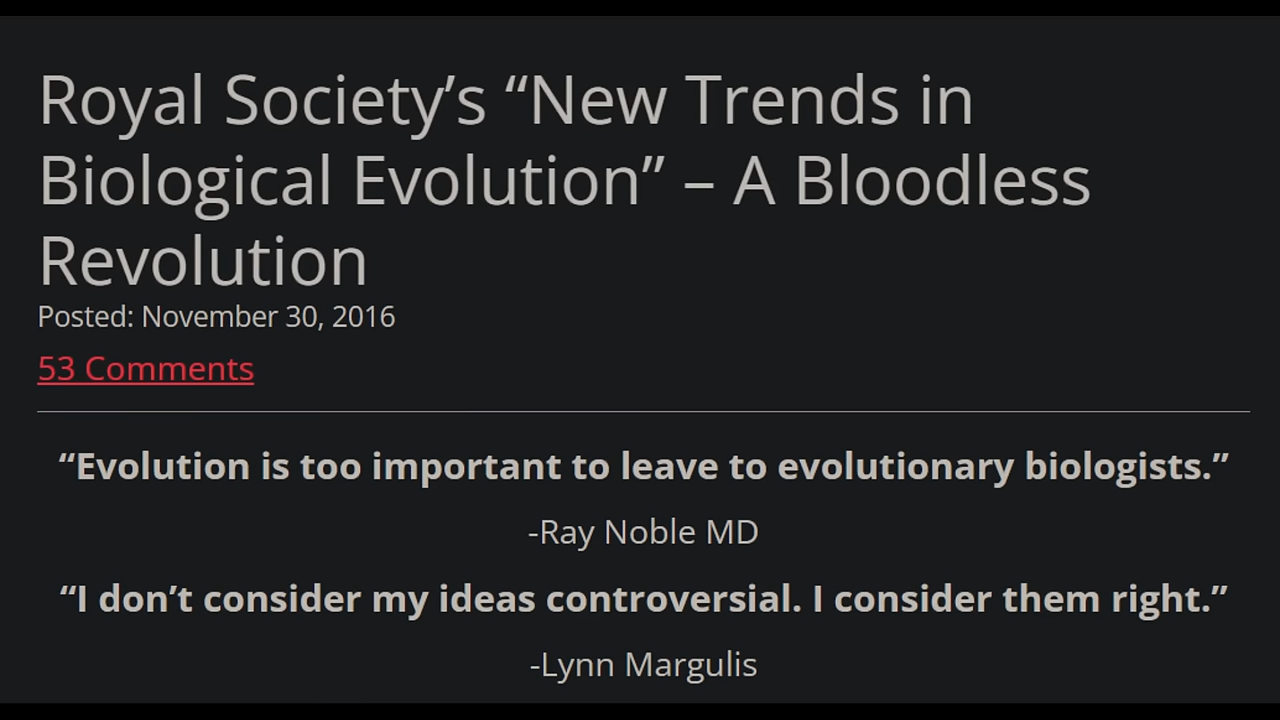 Royal Society’s “New Trends in
Biological Evolution” – A Bloodless
Revolution
Posted: November 30, 2016
53 Comments
“Evolution is too important to leave to evolutionary biologists.”
-Ray Noble MD
“I don’t consider my ideas controversial. I consider them right.”
-Lynn Margulis